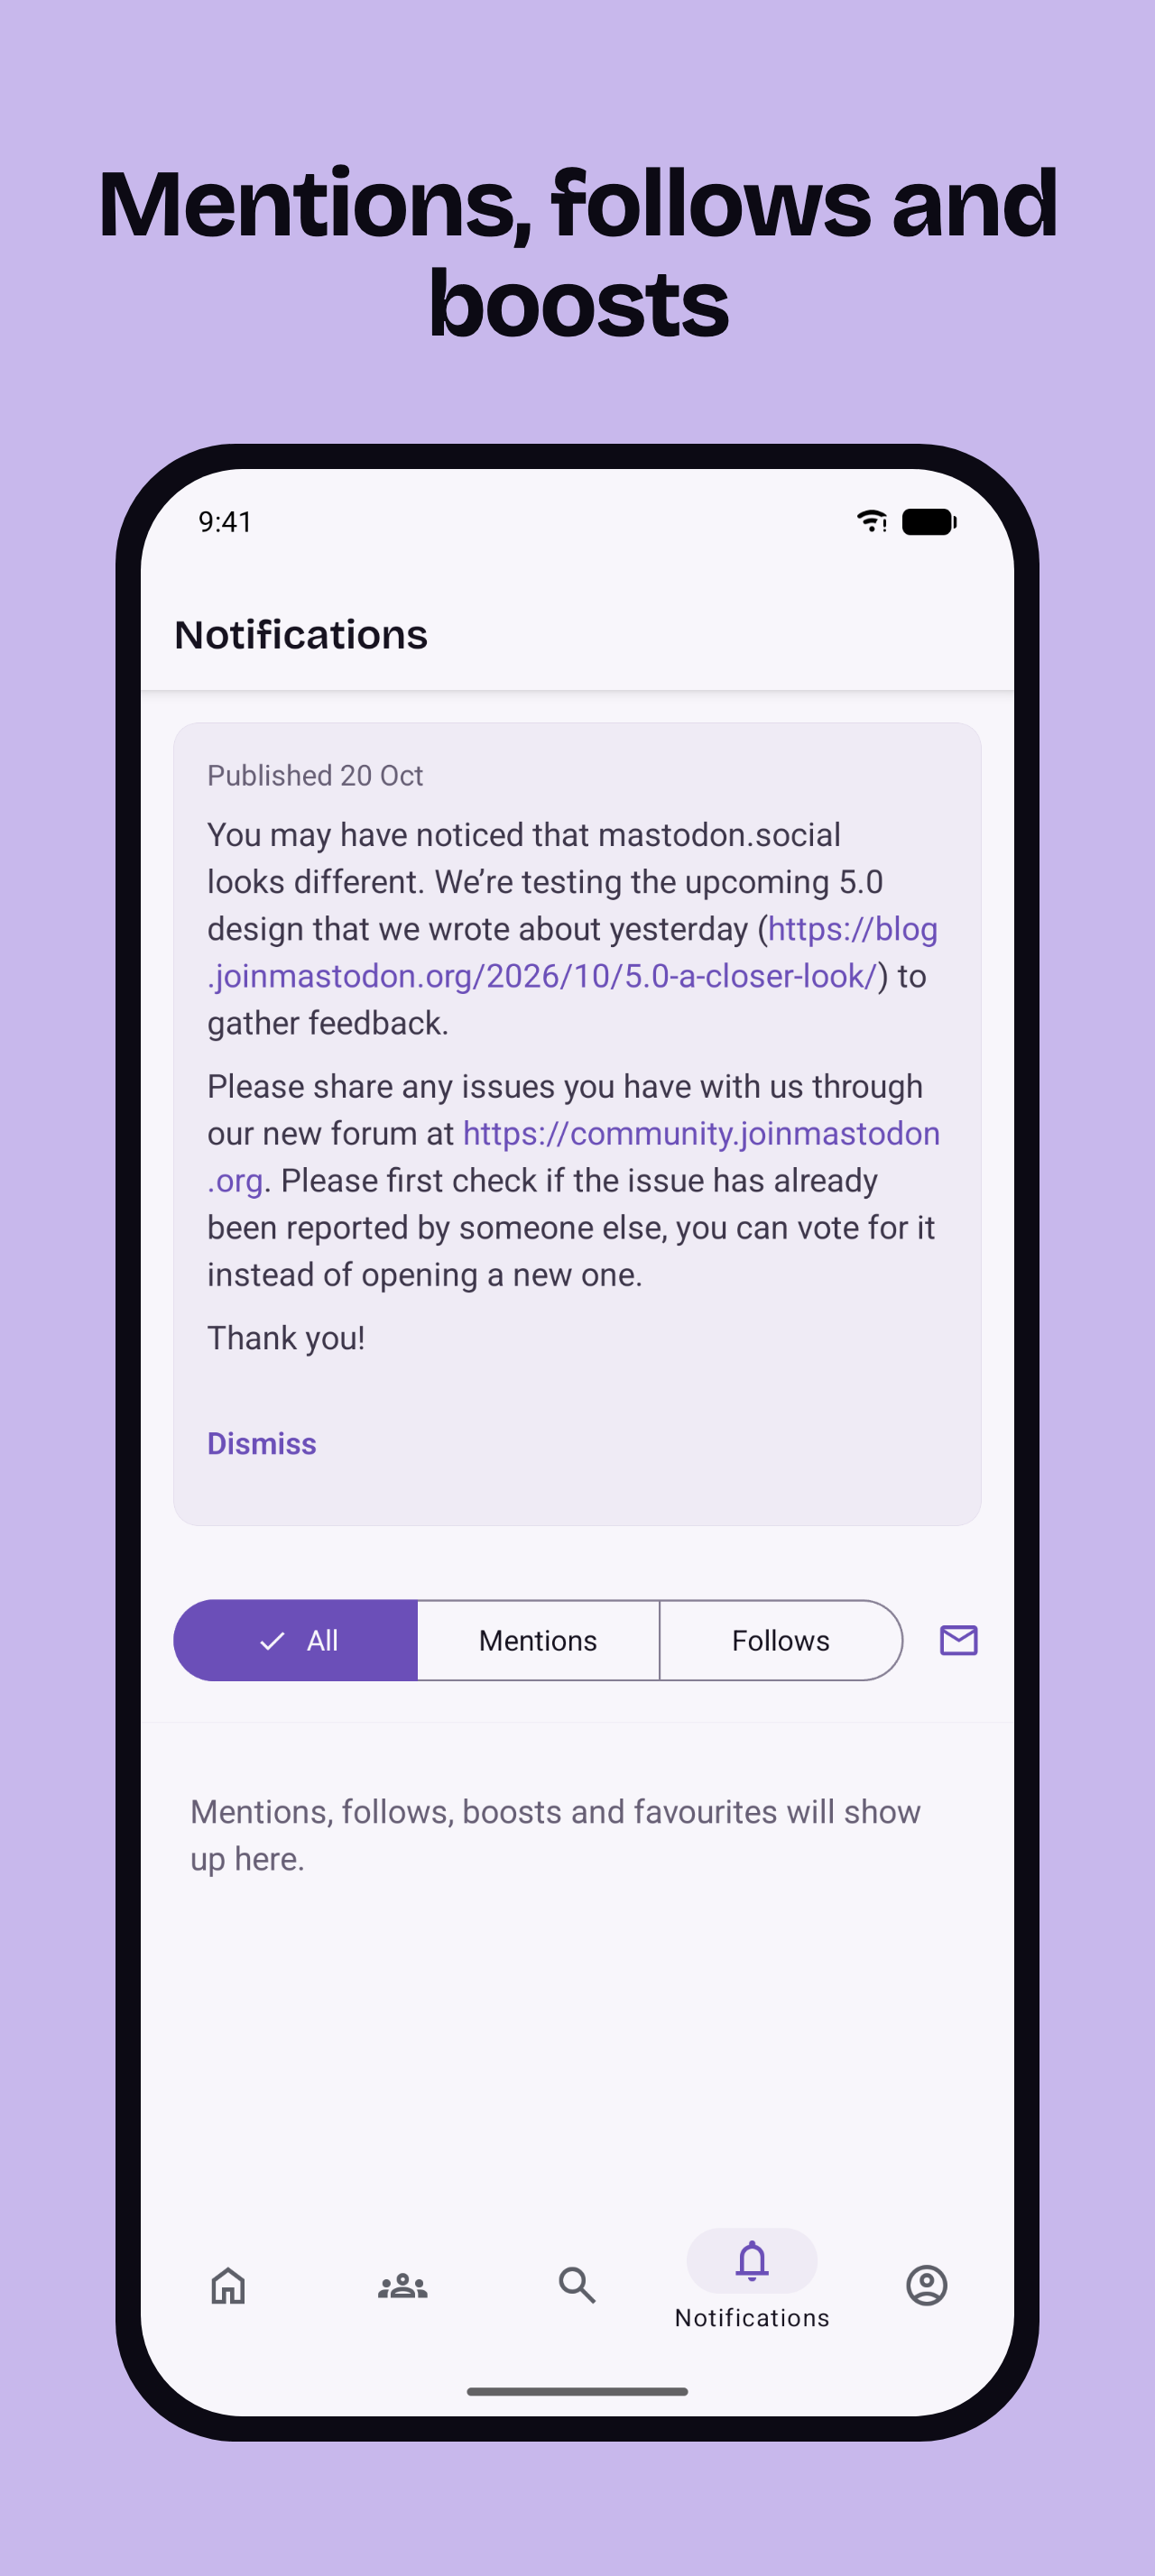 Mentions, follows and
boosts
9:41
Notifications
Published 20 Oct
You may have noticed that mastodon.social
looks different. We’re testing the upcoming 5.0
design that we wrote about yesterday (https://blog
.joinmastodon.org/2026/10/5.0-a-closer-look/) to
gather feedback.
Please share any issues you have with us through
our new forum at https://community.joinmastodon
.org. Please first check if the issue has already
been reported by someone else, you can vote for it
instead of opening a new one.
Thank you!
Dismiss
All
Mentions
Follows
Mentions, follows, boosts and favourites will show
up here.
Notifications